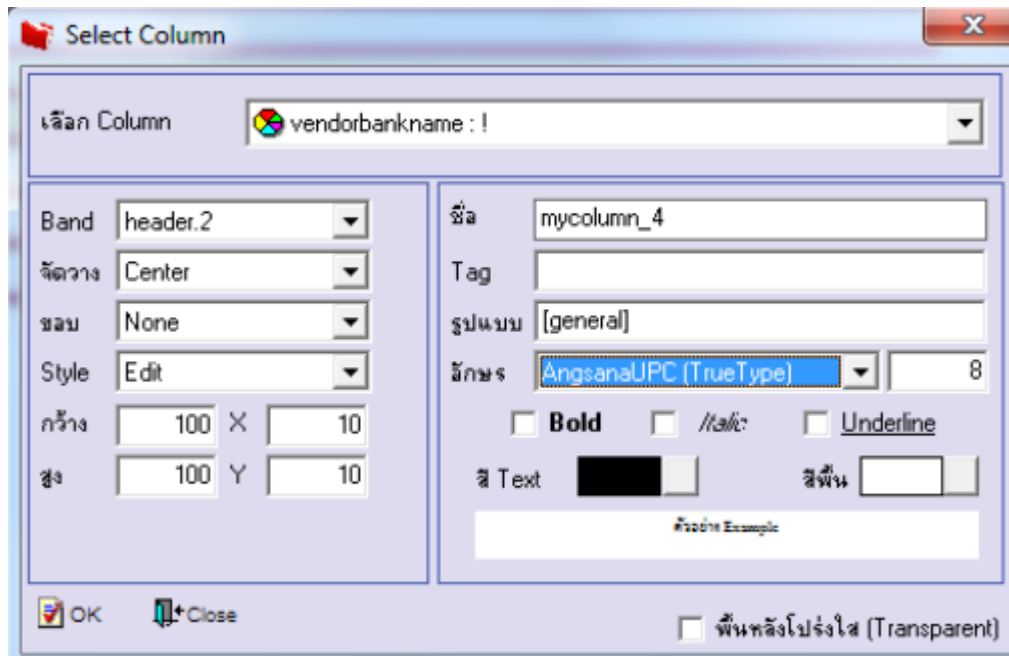 Select Column
เลือก Column vendorbankname : !
Band header.2
จัดวาง Center
ขอบ None
Style Edit
กว้าง 100 X 10
สูง 100 Y 10
ชื่อ mycolumn_4
Tag
รูปแบบ [general]
อักษร AngsanaUPC (TrueType) 8
Bold Italic Underline
สี Text สีพื้น
ตัวอย่าง Example
OK Close
พื้นหลังโปร่งใส (Transparent)